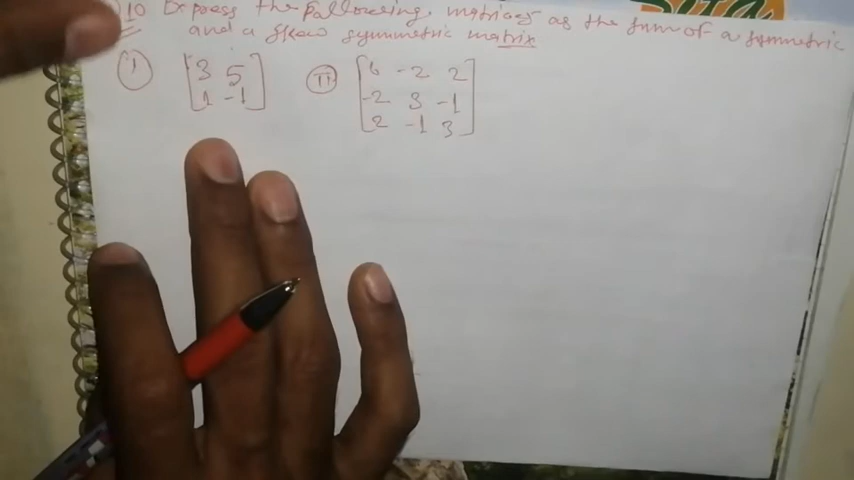 10 Express the following matrices as the sum of a symmetric
and a skew symmetric matrix
(I) [3 5] (II) [6 -2 2]
[1 -1] [-2 3 -1]
[2 -1 3]